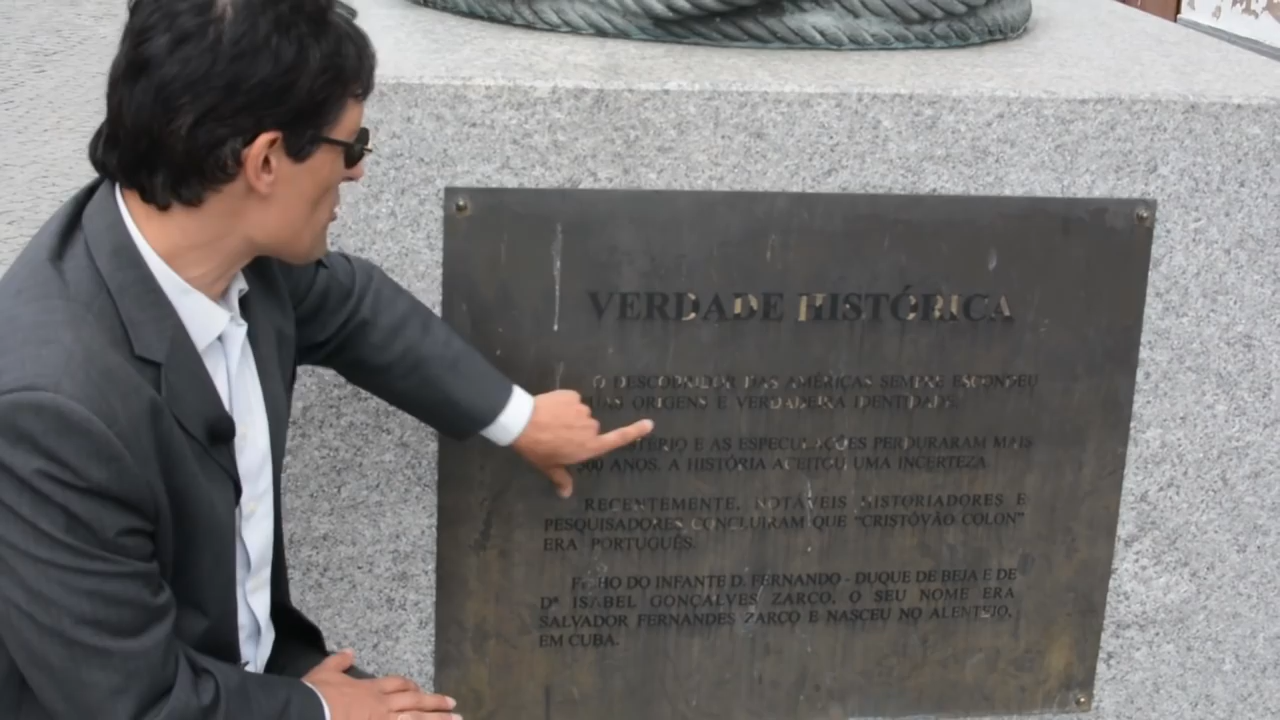 VERDADE HISTÓRICA
O DESCOBRIDOR DAS AMÉRICAS SEMPRE ESCONDEU
ORIGENS E VERDADEIRA IDENTIDADE.
E AS ESPECULAÇÕES PERDURARAM MAIS
500 ANOS. A HISTÓRIA ACEITOU UMA INCERTEZA
RECENTEMENTE, NOTÁVEIS HISTORIADORES E
PESQUISADORES CONCLUIRAM QUE "CRISTÓVÃO COLON"
ERA PORTUGUÊS.
FILHO DO INFANTE D. FERNANDO - DUQUE DE BEJA E DE
Dª ISABEL GONÇALVES ZARCO, O SEU NOME ERA
SALVADOR FERNANDES ZARCO E NASCEU NO ALENTEJO,
EM CUBA.